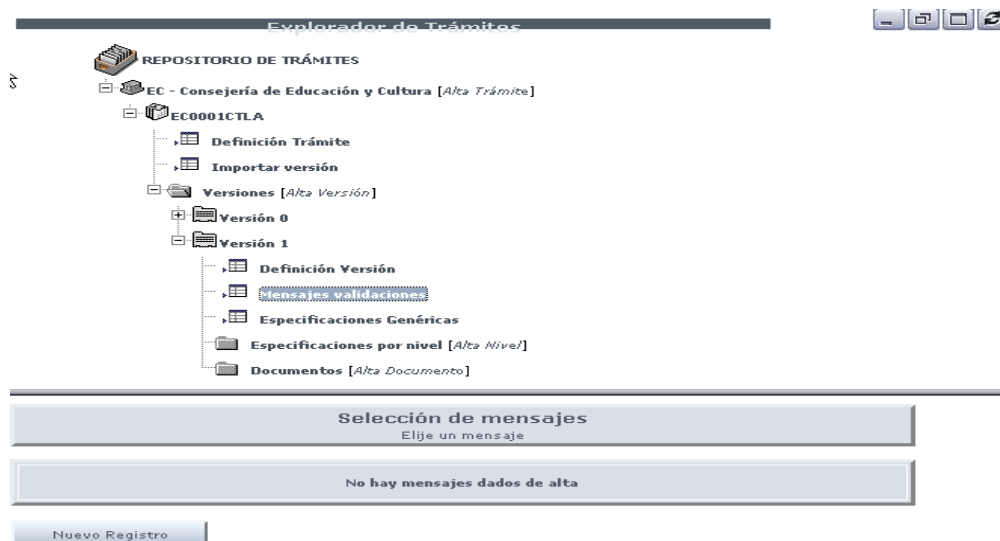 Explorador de Trámites
REPOSITORIO DE TRÁMITES
EC - Consejería de Educación y Cultura [Alta Trámite]
EC0001CTLA
Definición Trámite
Importar versión
Versiones [Alta Versión]
Versión 0
Versión 1
Definición Versión
Mensajes validaciones
Especificaciones Genéricas
Especificaciones por nivel [Alta Nivel]
Documentos [Alta Documento]
Selección de mensajes
Elije un mensaje
No hay mensajes dados de alta
Nuevo Registro